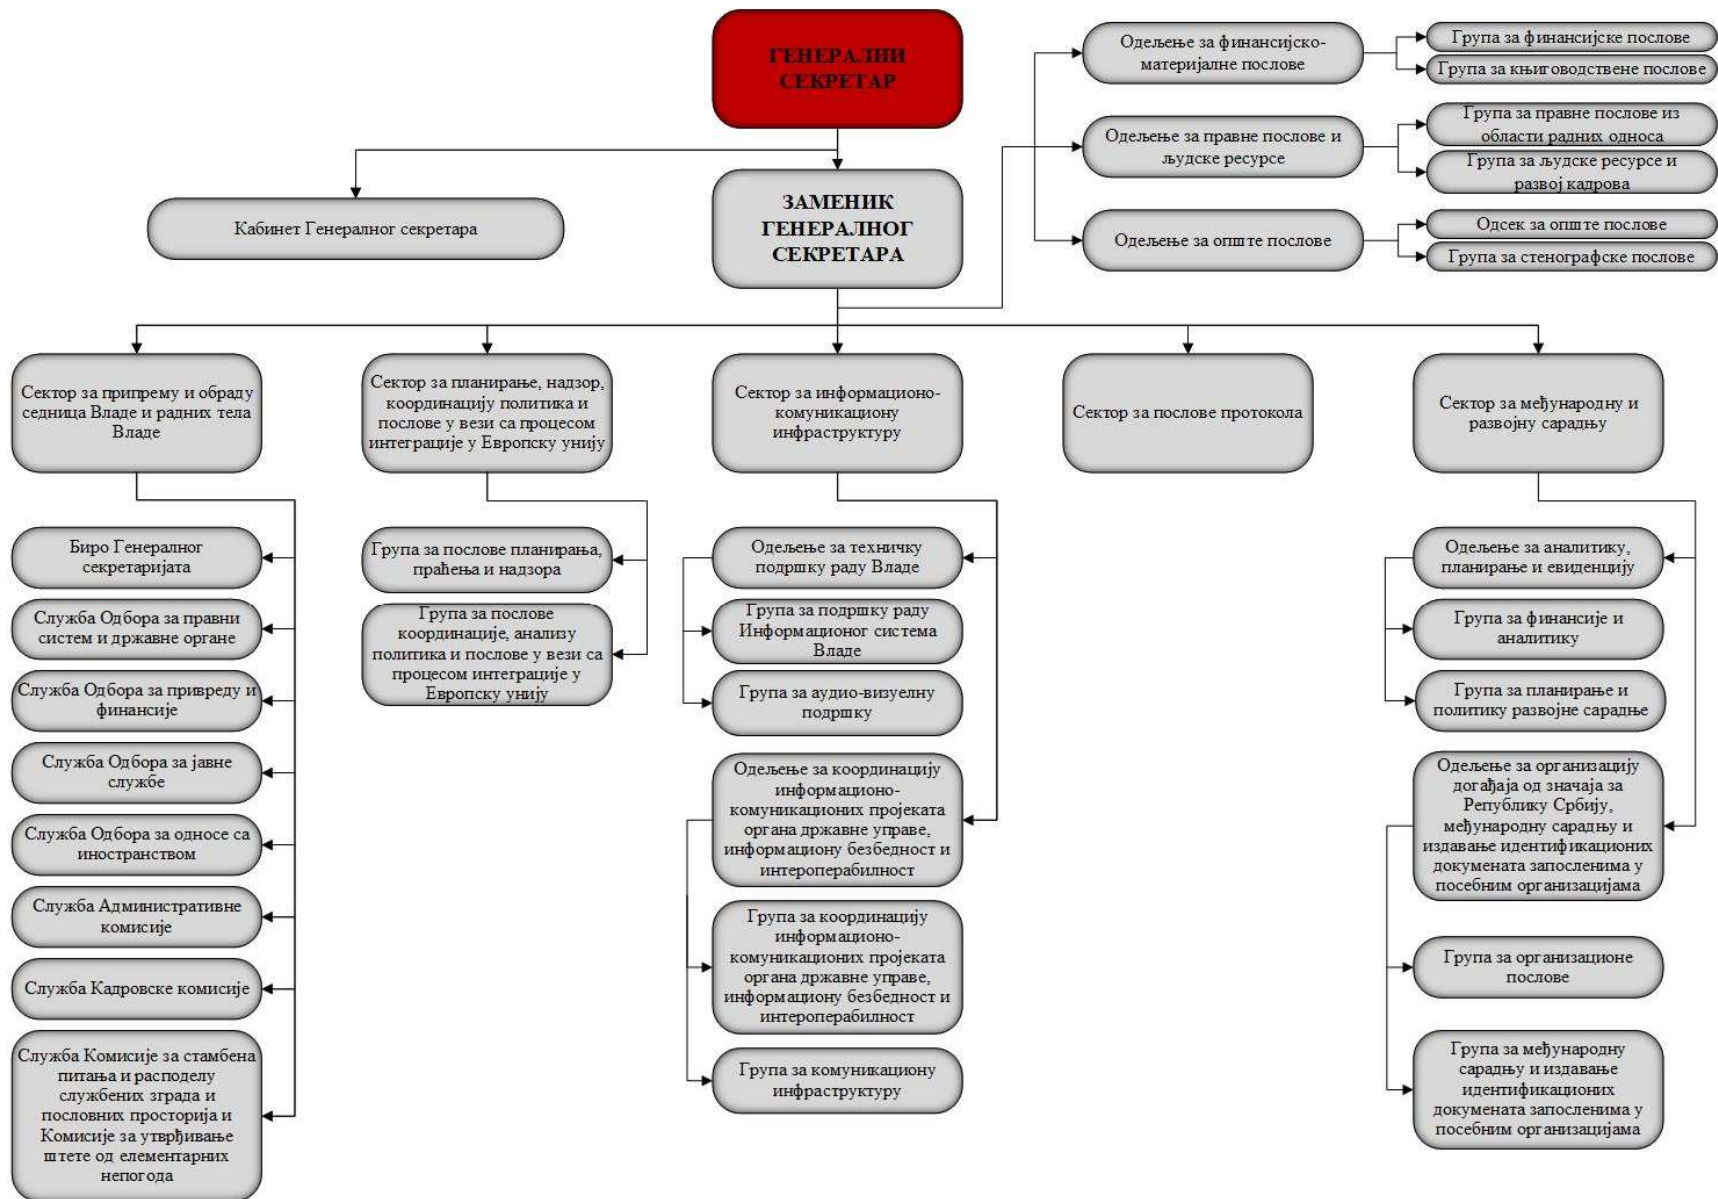 ГЕНЕРАЛНИ
СЕКРЕТАР
Кабинет Генералног секретара
ЗАМЕНИК
ГЕНЕРАЛНОГ
СЕКРЕТАРА
Одељење за финансијско-
материјалне послове
Група за финансијске послове
Група за књиговодствене послове
Одељење за правне послове и
људске ресурсе
Група за правне послове из
области радних односа
Група за људске ресурсе и
развој кадрова
Одељење за опште послове
Одсек за опште послове
Група за стенографске послове
Сектор за припрему и обраду
седница Владе и радних тела
Владе
Биро Генералног
секретаријата
Служба Одбора за правни
систем и државне органе
Служба Одбора за привреду и
финансије
Служба Одбора за јавне
службе
Служба Одбора за односе са
иностранством
Служба Административне
комисије
Служба Кадровске комисије
Служба Комисије за стамбена
питања и расподелу
службених зграда и
пословних просторија и
Комисије за утврђивање
штете од елементарних
непогода
Сектор за планирање, надзор,
координацију политика и
послове у вези са процесом
интеграције у Европску унију
Група за послове планирања,
праћења и надзора
Група за послове
координације, анализу
политика и послове у вези са
процесом интеграције у
Европску унију
Сектор за информационо-
комуникациону
инфраструктуру
Одељење за техничку
подршку раду Владе
Група за подршку раду
Информационог система
Владе
Група за аудио-визуелну
подршку
Одељење за координацију
информационо-
комуникационих пројеката
органа државне управе,
информациону безбедност и
интероперабилност
Група за координацију
информационо-
комуникационих пројеката
органа државне управе,
информациону безбедност и
интероперабилност
Група за комуникациону
инфраструктуру
Сектор за послове протокола
Сектор за међународну и
развојну сарадњу
Одељење за аналитику,
планирање и евиденцију
Група за финансије и
аналитику
Група за планирање и
политику развојне сарадње
Одељење за организацију
догађаја од значаја за
Републику Србију,
међународну сарадњу и
издавање идентификационих
докумената запосленима у
посебним организацијама
Група за организационе
послове
Група за међународну
сарадњу и издавање
идентификационих
докумената запосленима у
посебним организацијама